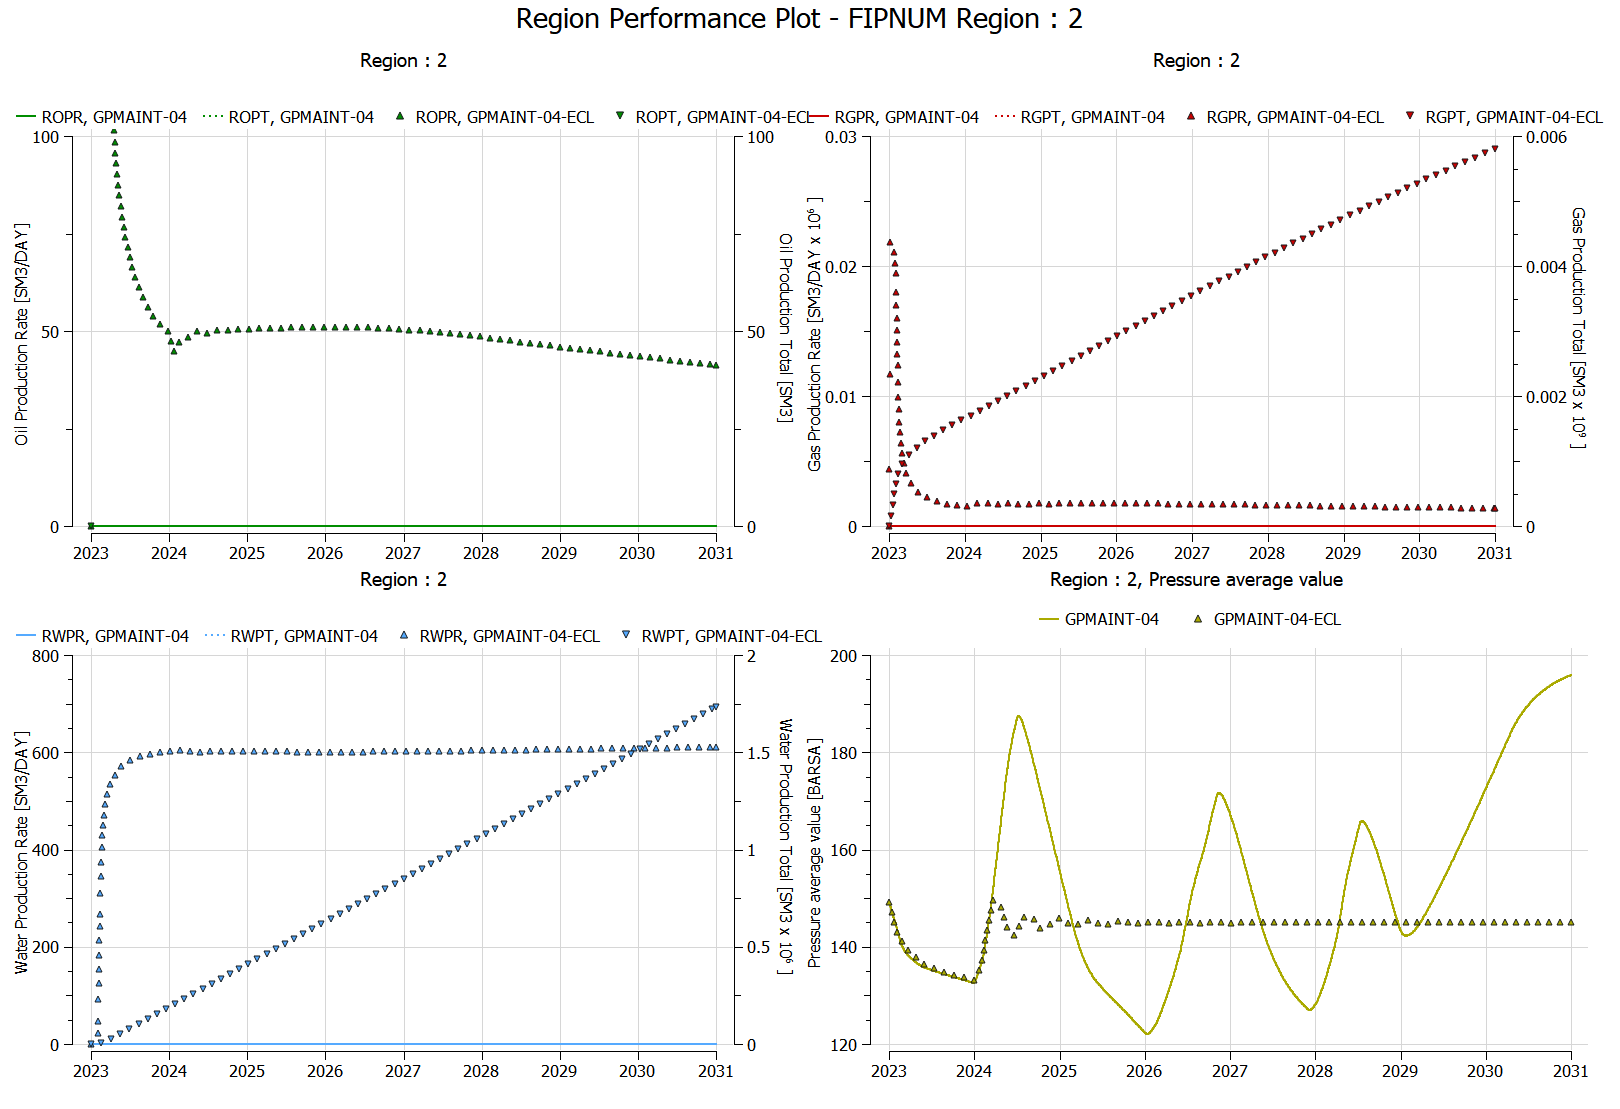 Region Performance Plot - FIPNUM Region : 2
Region : 2
ROPR, GPMAINT-04 ROPT, GPMAINT-04 ROPR, GPMAINT-04-ECL ROPT, GPMAINT-04-ECL
100 100
50 50
0 0
Oil Production Rate [SM3/DAY]
Oil Production Total [SM3]
2023 2024 2025 2026 2027 2028 2029 2030 2031
Region : 2
RGPR, GPMAINT-04 RGPT, GPMAINT-04 RGPR, GPMAINT-04-ECL RGPT, GPMAINT-04-ECL
0.03 0.006
0.02 0.004
0.01 0.002
0 0
Gas Production Rate [SM3/DAY x 10⁶ ]
Gas Production Total [SM3 x 10⁹ ]
2023 2024 2025 2026 2027 2028 2029 2030 2031
Region : 2
RWPR, GPMAINT-04 RWPT, GPMAINT-04 RWPR, GPMAINT-04-ECL RWPT, GPMAINT-04-ECL
800 2
600 1.5
400 1
200 0.5
0 0
Water Production Rate [SM3/DAY]
Water Production Total [SM3 x 10⁶ ]
2023 2024 2025 2026 2027 2028 2029 2030 2031
Region : 2, Pressure average value
GPMAINT-04 GPMAINT-04-ECL
200
180
160
140
120
Pressure average value [BARSA ]
2023 2024 2025 2026 2027 2028 2029 2030 2031